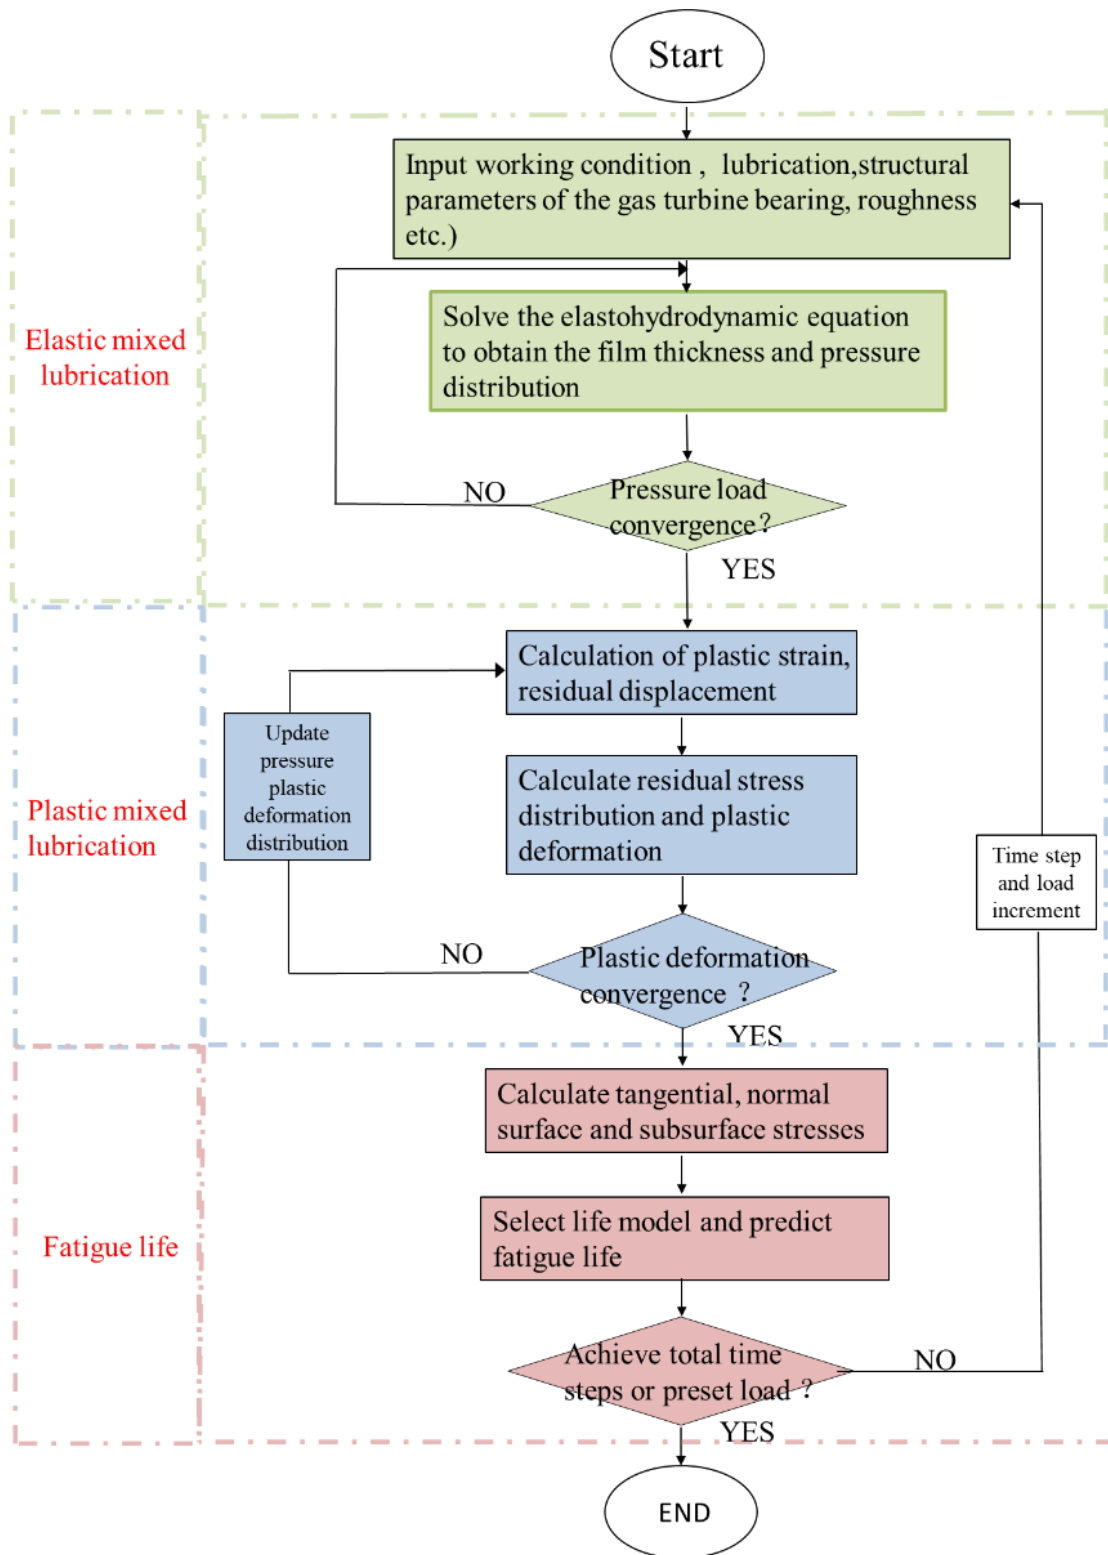 Start
Input working condition ,  lubrication,structural
parameters of the gas turbine bearing, roughness
etc.)
Solve the elastohydrodynamic equation
to obtain the film thickness and pressure
distribution
Elastic mixed
lubrication
NO
Pressure load
convergence？
YES
Calculation of plastic strain,
residual displacement
Update
pressure
plastic
deformation
distribution
Calculate residual stress
distribution and plastic
deformation
Plastic mixed
lubrication
Time step
and load
increment
NO
Plastic deformation
convergence ？
YES
Calculate tangential, normal
surface and subsurface stresses
Select life model and predict
fatigue life
Fatigue life
Achieve total time
steps or preset load？
NO
YES
END